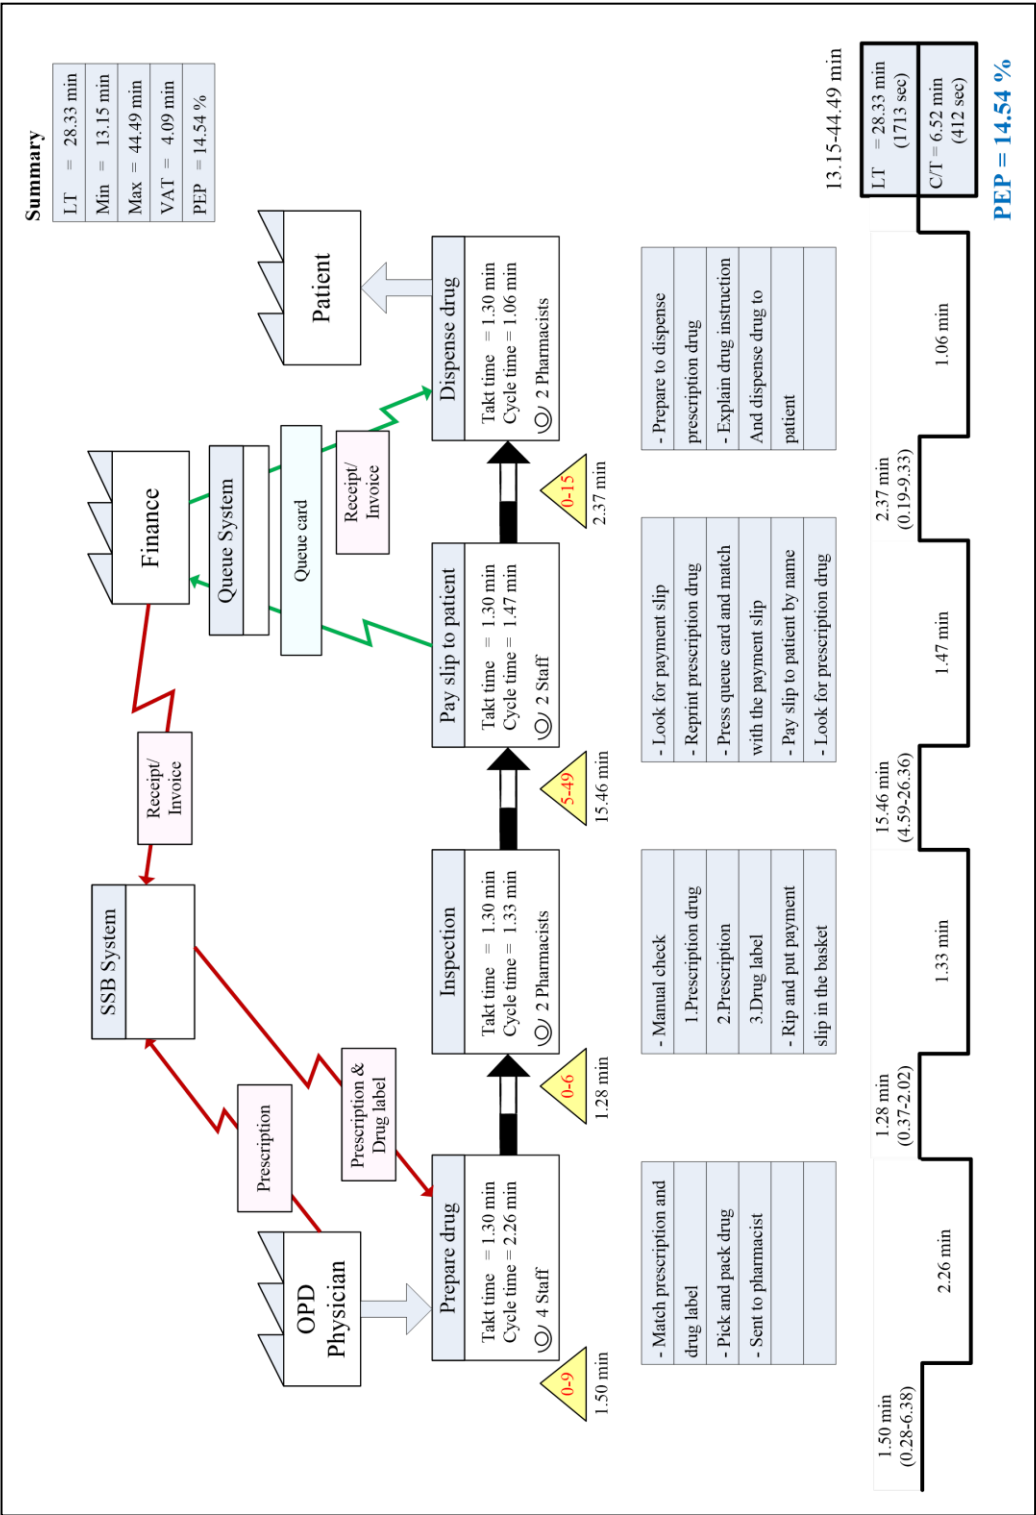 Summary
LT = 28.33 min
Min = 13.15 min
Max = 44.49 min
VAT = 4.09 min
PEP = 14.54 %
SSB System
Finance
Patient
OPD
Physician
Prescription
Prescription &
Drug label
Receipt/
Invoice
Queue System
Queue card
Receipt/
Invoice
Prepare drug
Takt time = 1.30 min
Cycle time = 2.26 min
4 Staff
Inspection
Takt time = 1.30 min
Cycle time = 1.33 min
2 Pharmacists
Pay slip to patient
Takt time = 1.30 min
Cycle time = 1.47 min
2 Staff
Dispense drug
Takt time = 1.30 min
Cycle time = 1.06 min
2 Pharmacists
0-9
1.50 min
0-6
1.28 min
5-49
15.46 min
0-15
2.37 min
- Match prescription and
drug label
- Pick and pack drug
- Sent to pharmacist
- Manual check
1.Prescription drug
2.Prescription
3.Drug label
- Rip and put payment
slip in the basket
- Look for payment slip
- Reprint prescription drug
- Press queue card and match
with the payment slip
- Pay slip to patient by name
- Look for prescription drug
- Prepare to dispense
prescription drug
- Explain drug instruction
And dispense drug to
patient
1.50 min
(0.28-6.38)
2.26 min
1.28 min
(0.37-2.02)
1.33 min
15.46 min
(4.59-26.36)
1.47 min
2.37 min
(0.19-9.33)
1.06 min
13.15-44.49 min
LT = 28.33 min
(1713 sec)
C/T = 6.52 min
(412 sec)
PEP = 14.54 %